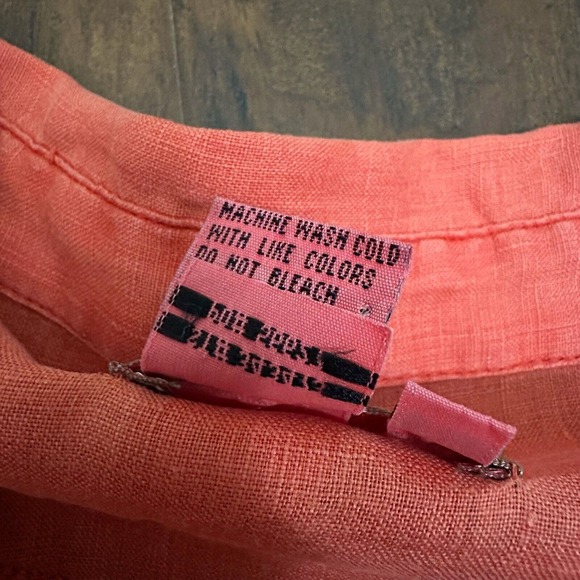 MACHINE WASH COLD
WITH LIKE COLORS
DO NOT BLEACH